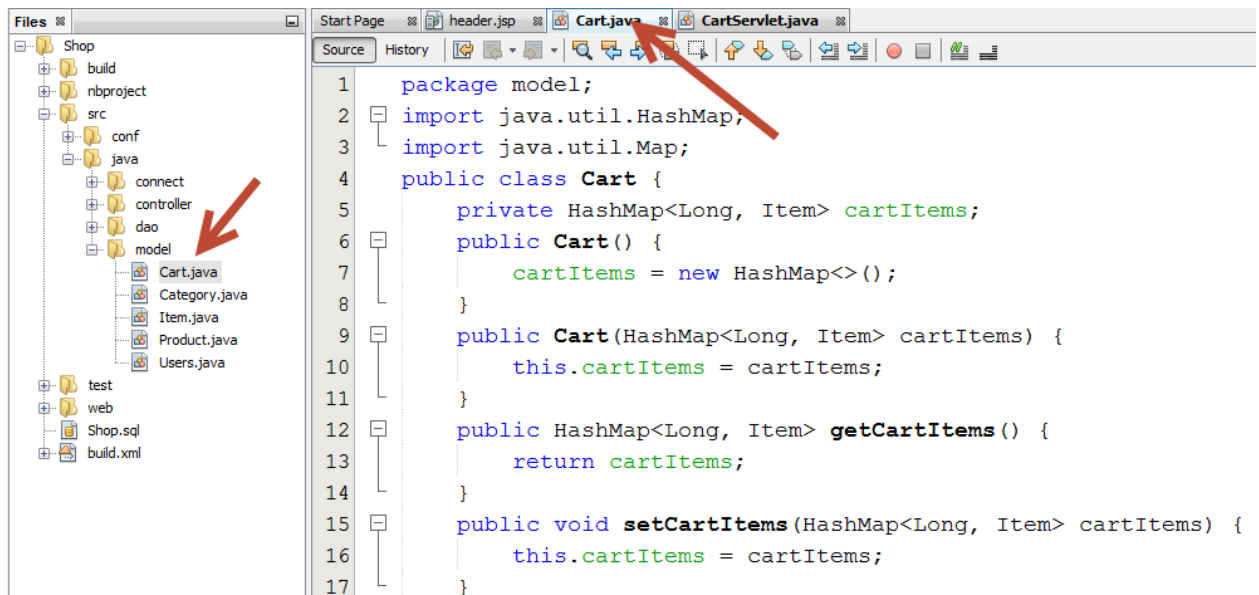 Files
Shop
build
nbproject
src
conf
java
connect
controller
dao
model
Cart.java
Category.java
Item.java
Product.java
Users.java
test
web
Shop.sql
build.xml
Start Page header.jsp Cart.java CartServlet.java
Source History
1 package model;
2 import java.util.HashMap;
3 import java.util.Map;
4 public class Cart {
5 private HashMap<Long, Item> cartItems;
6 public Cart() {
7 cartItems = new HashMap<>();
8 }
9 public Cart(HashMap<Long, Item> cartItems) {
10 this.cartItems = cartItems;
11 }
12 public HashMap<Long, Item> getCartItems() {
13 return cartItems;
14 }
15 public void setCartItems(HashMap<Long, Item> cartItems) {
16 this.cartItems = cartItems;
17 }